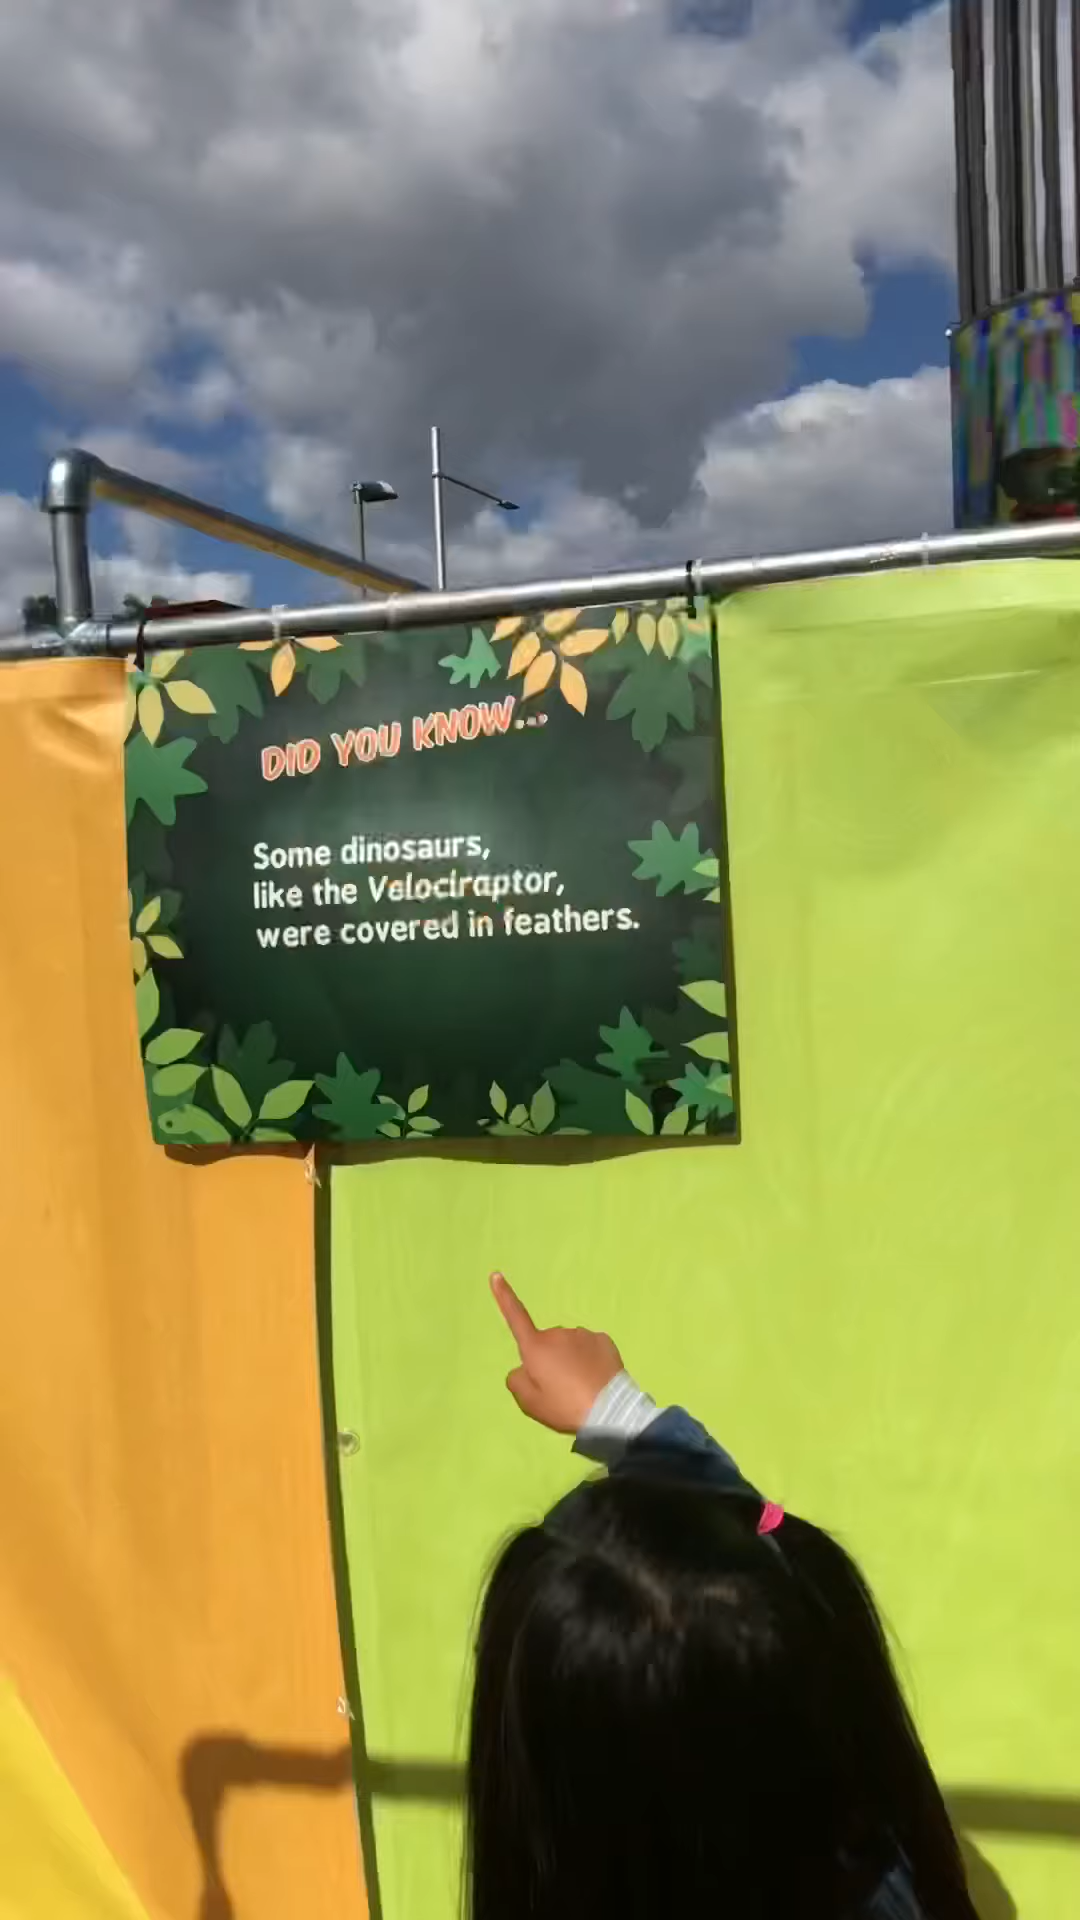 DID YOU KNOW...
Some dinosaurs,
like the Velociraptor,
were covered in feathers.